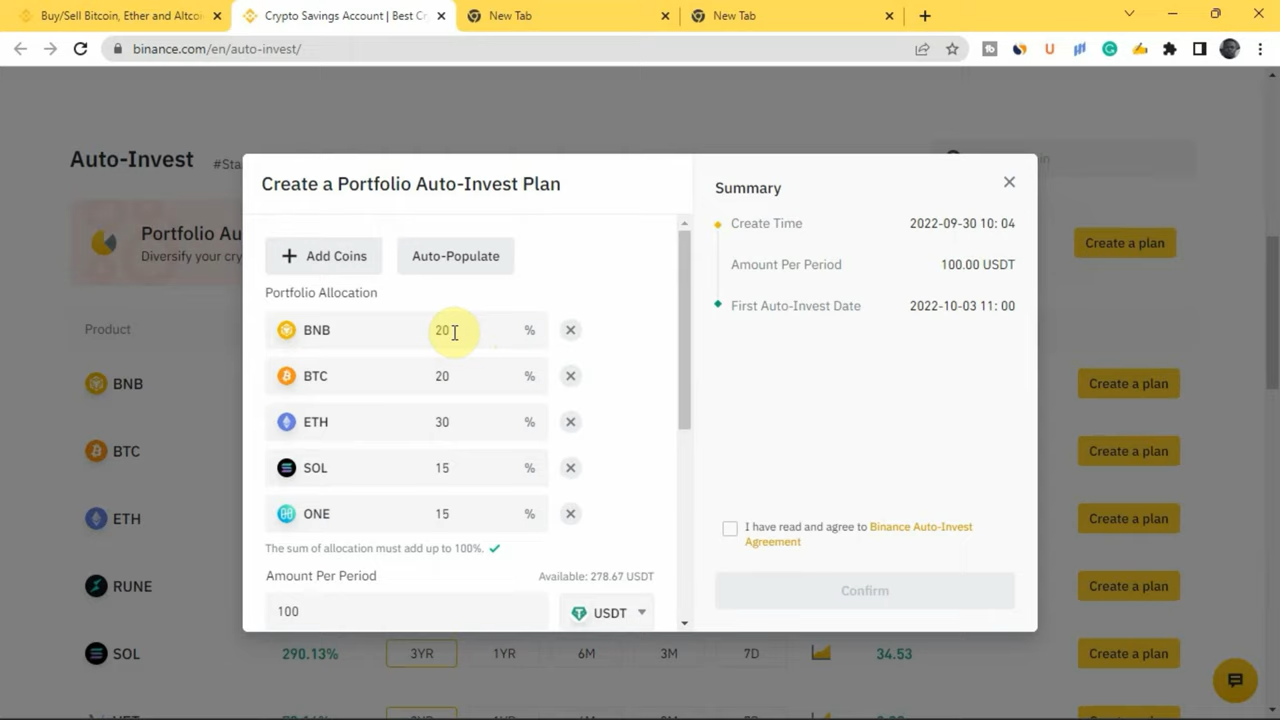 Buy/Sell Bitcoin, Ether and Altcoi
Crypto Savings Account | Best Cr
New Tab
New Tab
binance.com/en/auto-invest/
Auto-Invest
#Sta
in
Portfolio Au
Diversify your cry
Create a plan
Create a Portfolio Auto-Invest Plan
Add Coins
Auto-Populate
Portfolio Allocation
BNB 20 %
BTC 20 %
ETH 30 %
SOL 15 %
ONE 15 %
The sum of allocation must add up to 100%.
Amount Per Period
Available: 278.67 USDT
100
USDT
Summary
Create Time 2022-09-30 10: 04
Amount Per Period 100.00 USDT
First Auto-Invest Date 2022-10-03 11: 00
I have read and agree to Binance Auto-Invest
Agreement
Confirm
Product
BNB Create a plan
BTC Create a plan
ETH Create a plan
RUNE Create a plan
SOL 290.13% 3YR 1YR 6M 3M 7D 34.53 Create a plan